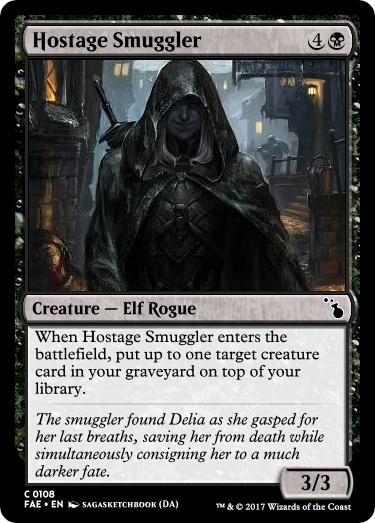 Hostage Smuggler 4
Creature — Elf Rogue
When Hostage Smuggler enters the
battlefield, put up to one target creature
card in your graveyard on top of your
library.
The smuggler found Delia as she gasped for
her last breaths, saving her from death while
simultaneously consigning her to a much
darker fate.
3/3
C 0108
FAE • EN SAGASKETCHBOOK (DA)
™ & © 2017 Wizards of the Coast